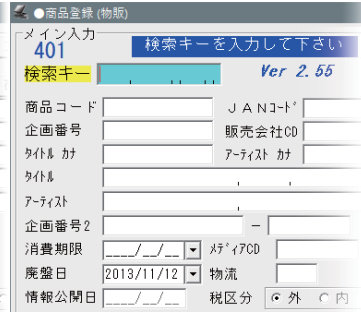 ●商品登録 (物販)
メイン入力
401 検索キーを入力して下さい
検索キー Ver 2.55
商品コード JANｺｰﾄﾞ
企画番号 販売会社CD
ﾀｲﾄﾙ ｶﾅ ｱｰﾃｨｽﾄ ｶﾅ
ﾀｲﾄﾙ
ｱｰﾃｨｽﾄ
企画番号2 －
消費期限 ____/__/__ ﾒﾃﾞｨｱCD
廃盤日 2013/11/12 物流
情報公開日 ____/__/__ 税区分 外 内